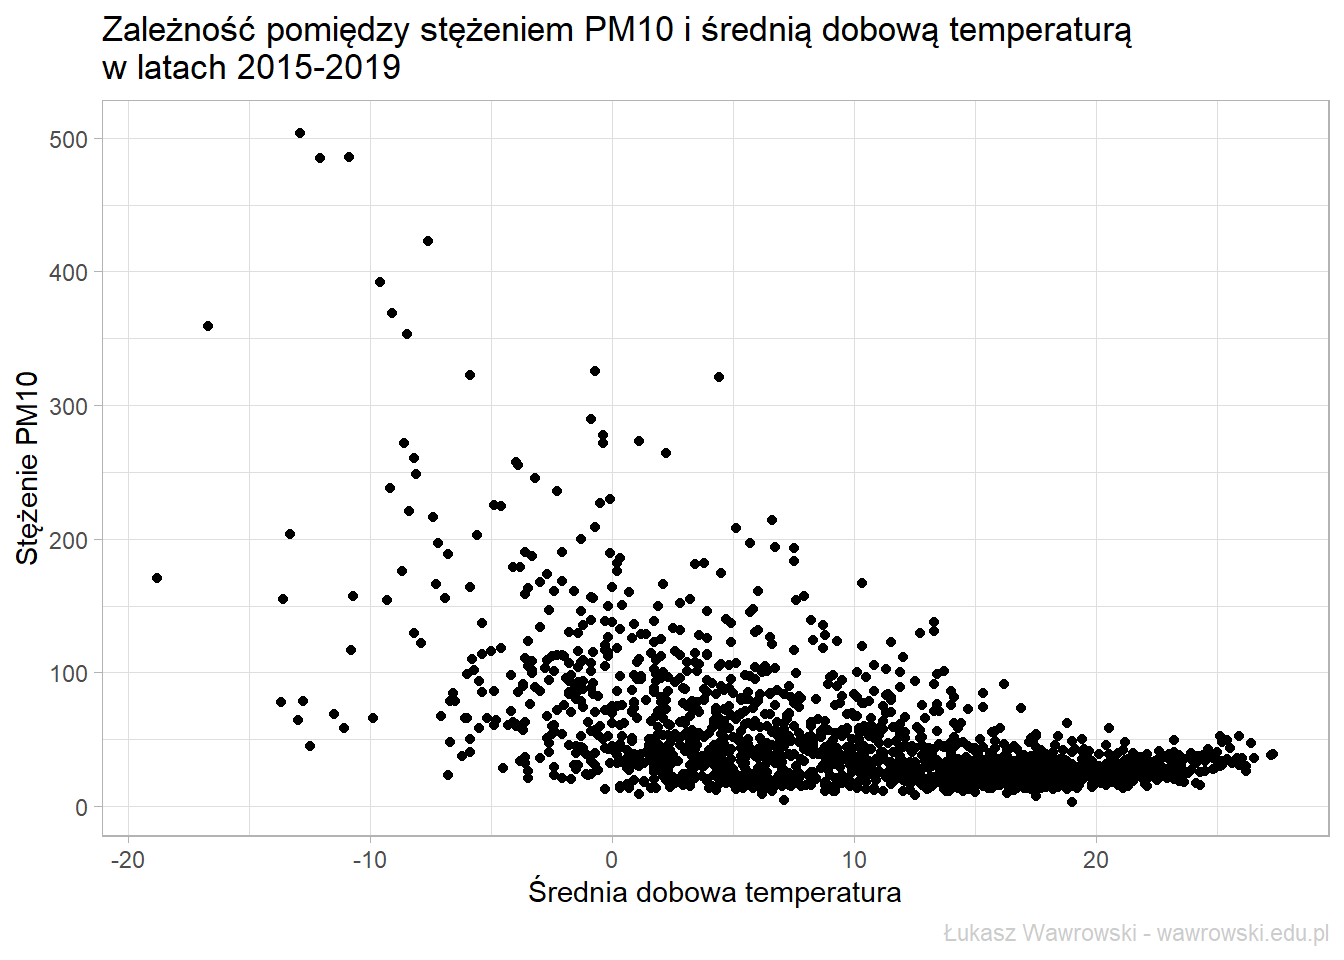 Zależność pomiędzy stężeniem PM10 i średnią dobową temperaturą
w latach 2015-2019
Stężenie PM10
500
400
300
200
100
0
-20
-10
0
10
20
Średnia dobowa temperatura
Łukasz Wawrowski - wawrowski.edu.pl